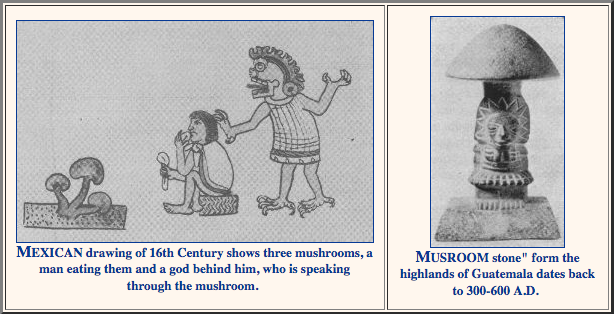 MEXICAN drawing of 16th Century shows three mushrooms, a
man eating them and a god behind him, who is speaking
through the mushroom.
MUSROOM stone" form the
highlands of Guatemala dates back
to 300-600 A.D.